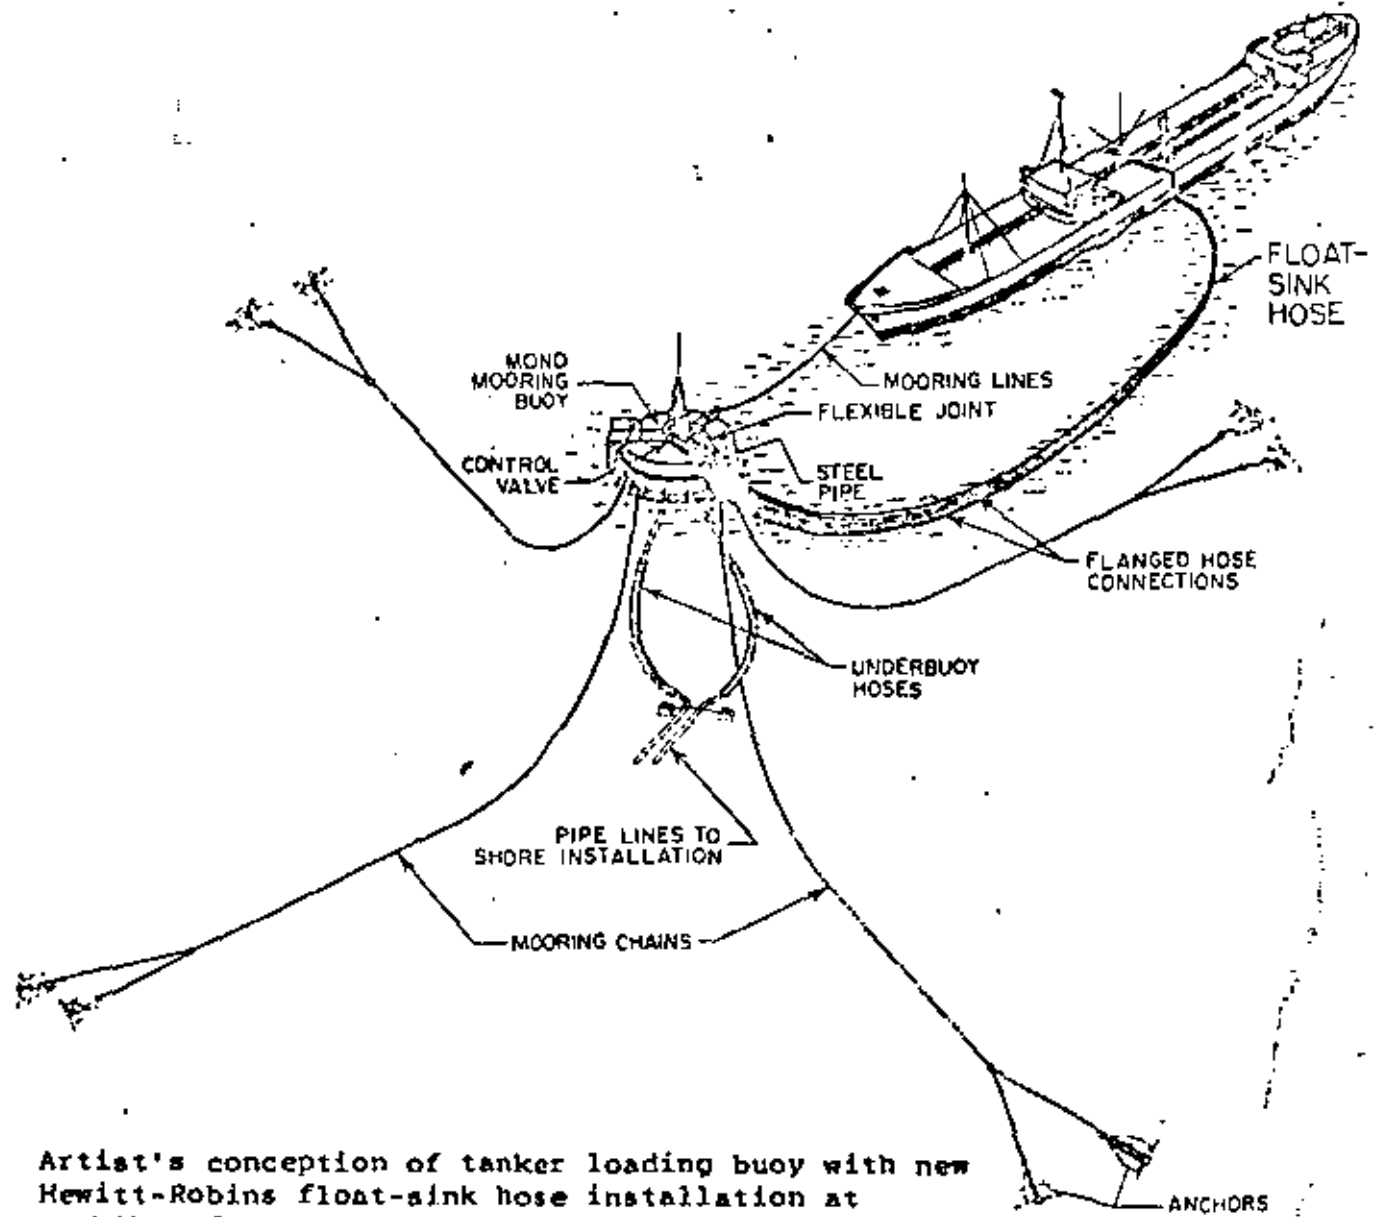 FLOAT-
SINK
HOSE
MONO
MOORING
BUOY
MOORING LINES
FLEXIBLE JOINT
CONTROL
VALVE
STEEL
PIPE
FLANGED HOSE
CONNECTIONS
UNDERBUOY
HOSES
PIPE LINES TO
SHORE INSTALLATION
MOORING CHAINS
ANCHORS
Artist's conception of tanker loading buoy with new
Hewitt-Robins float-sink hose installation at